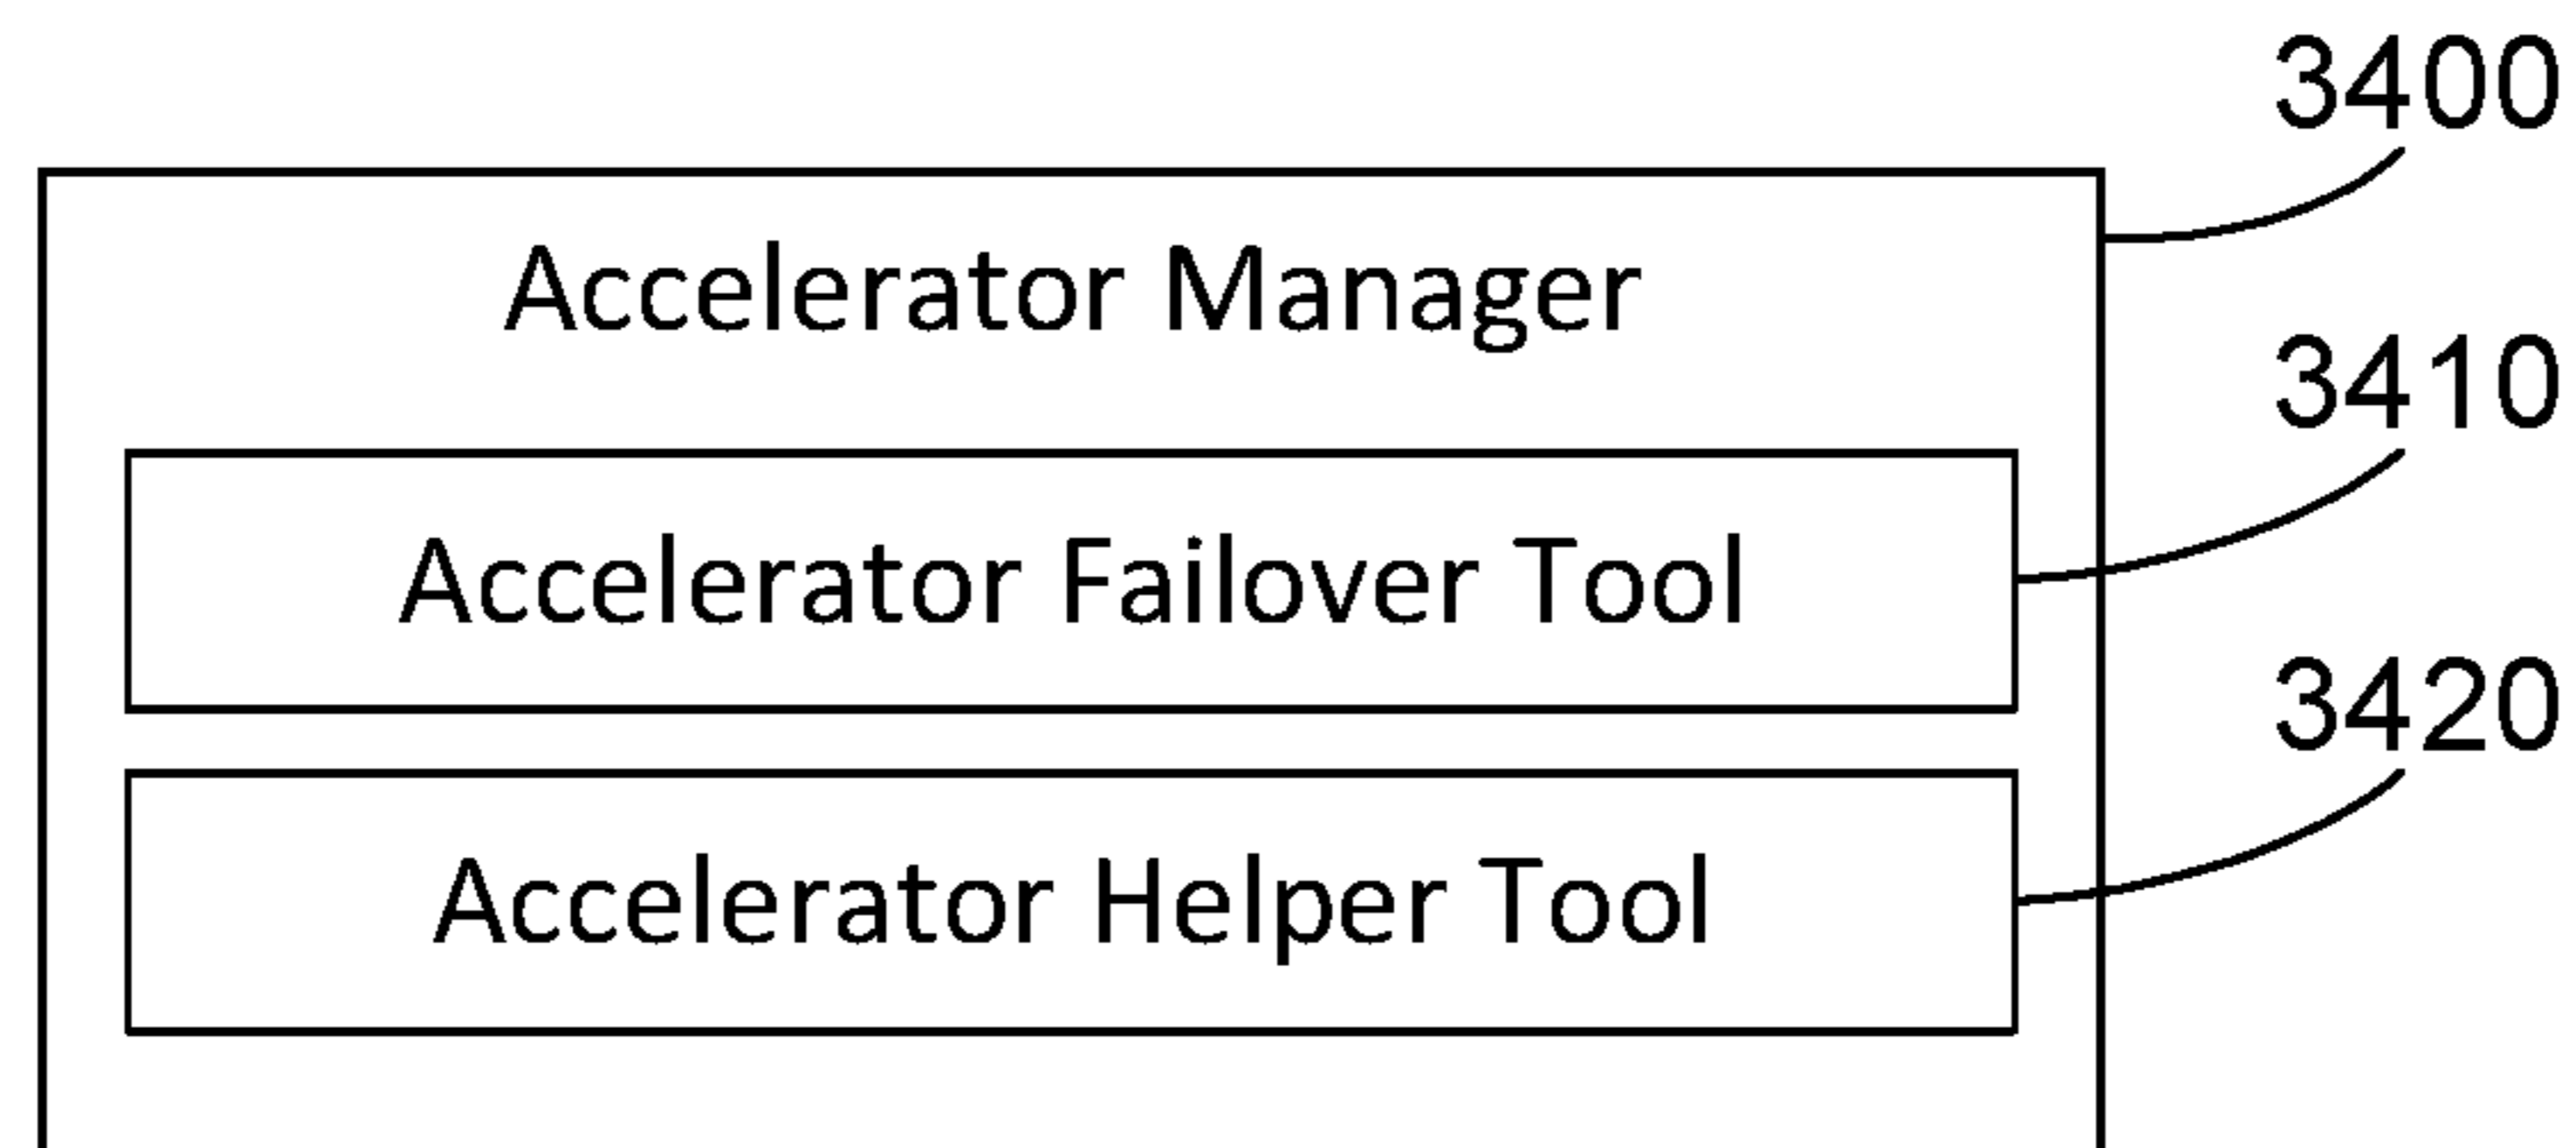 3400
Accelerator Manager
3410
Accelerator Failover Tool
3420
Accelerator Helper Tool